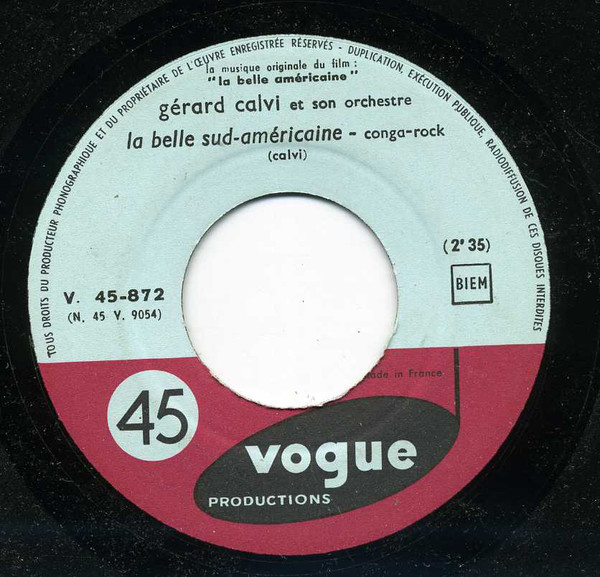 TOUS DROITS DU PRODUCTEUR PHONOGRAPHIQUE ET DU PROPRIÉTAIRE DE L'ŒUVRE ENREGISTRÉE RÉSERVÉS - DUPLICATION, EXÉCUTION PUBLIQUE, RADIODIFFUSION DE CES DISQUES INTERDITES
la musique originale du film :
"la belle américaine"
gérard calvi et son orchestre
la belle sud-américaine - conga-rock
(calvi)
(2'35)
BIEM
V. 45-872
(N. 45 V. 9054)
in France
45
vogue
PRODUCTIONS